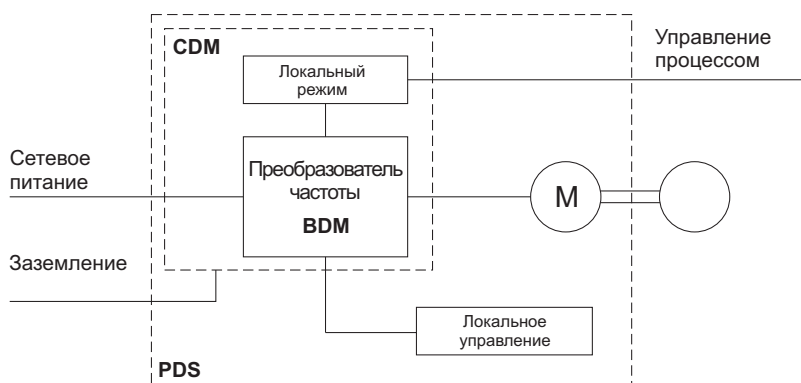 CDM
Локальный
режим
Управление
процессом
Сетевое
питание
Преобразователь
частоты
BDM
M
Заземление
Локальное
управление
PDS